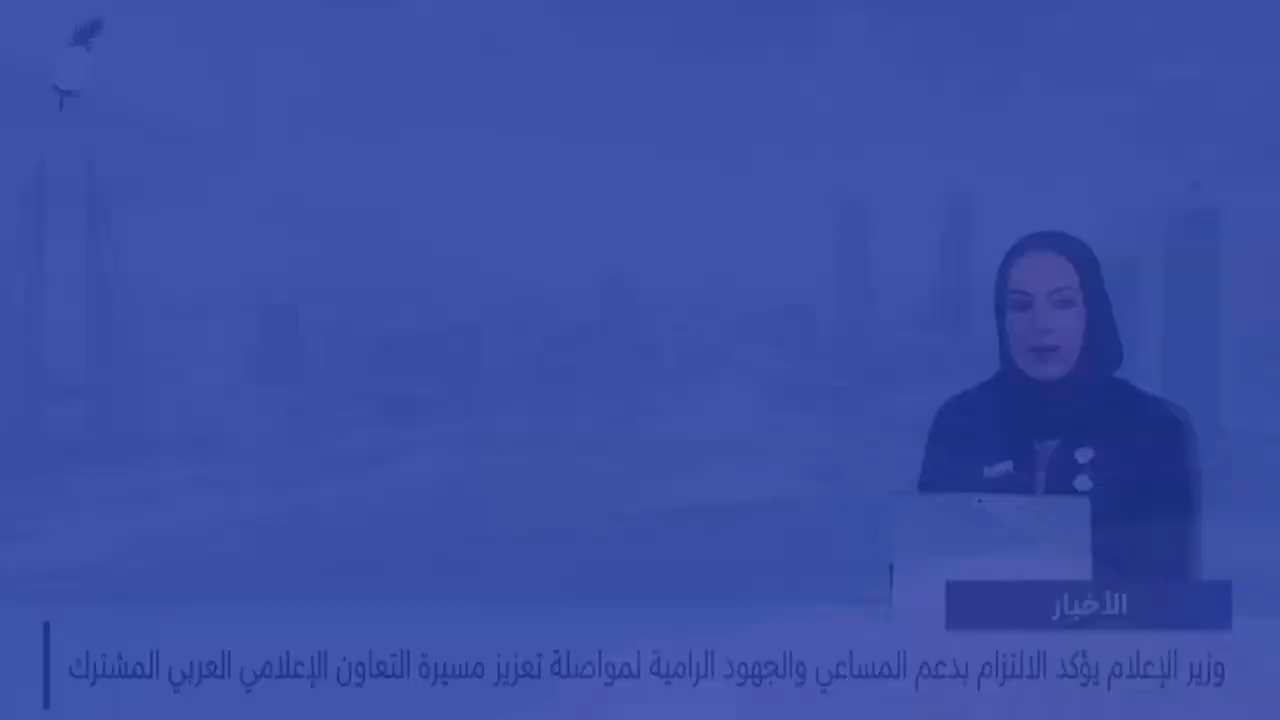 الأخبار
وزير الإعلام يؤكد الالتزام بدعم المساعي والجهود الرامية لمواصلة تعزيز مسيرة التعاون الإعلامي العربي المشترك